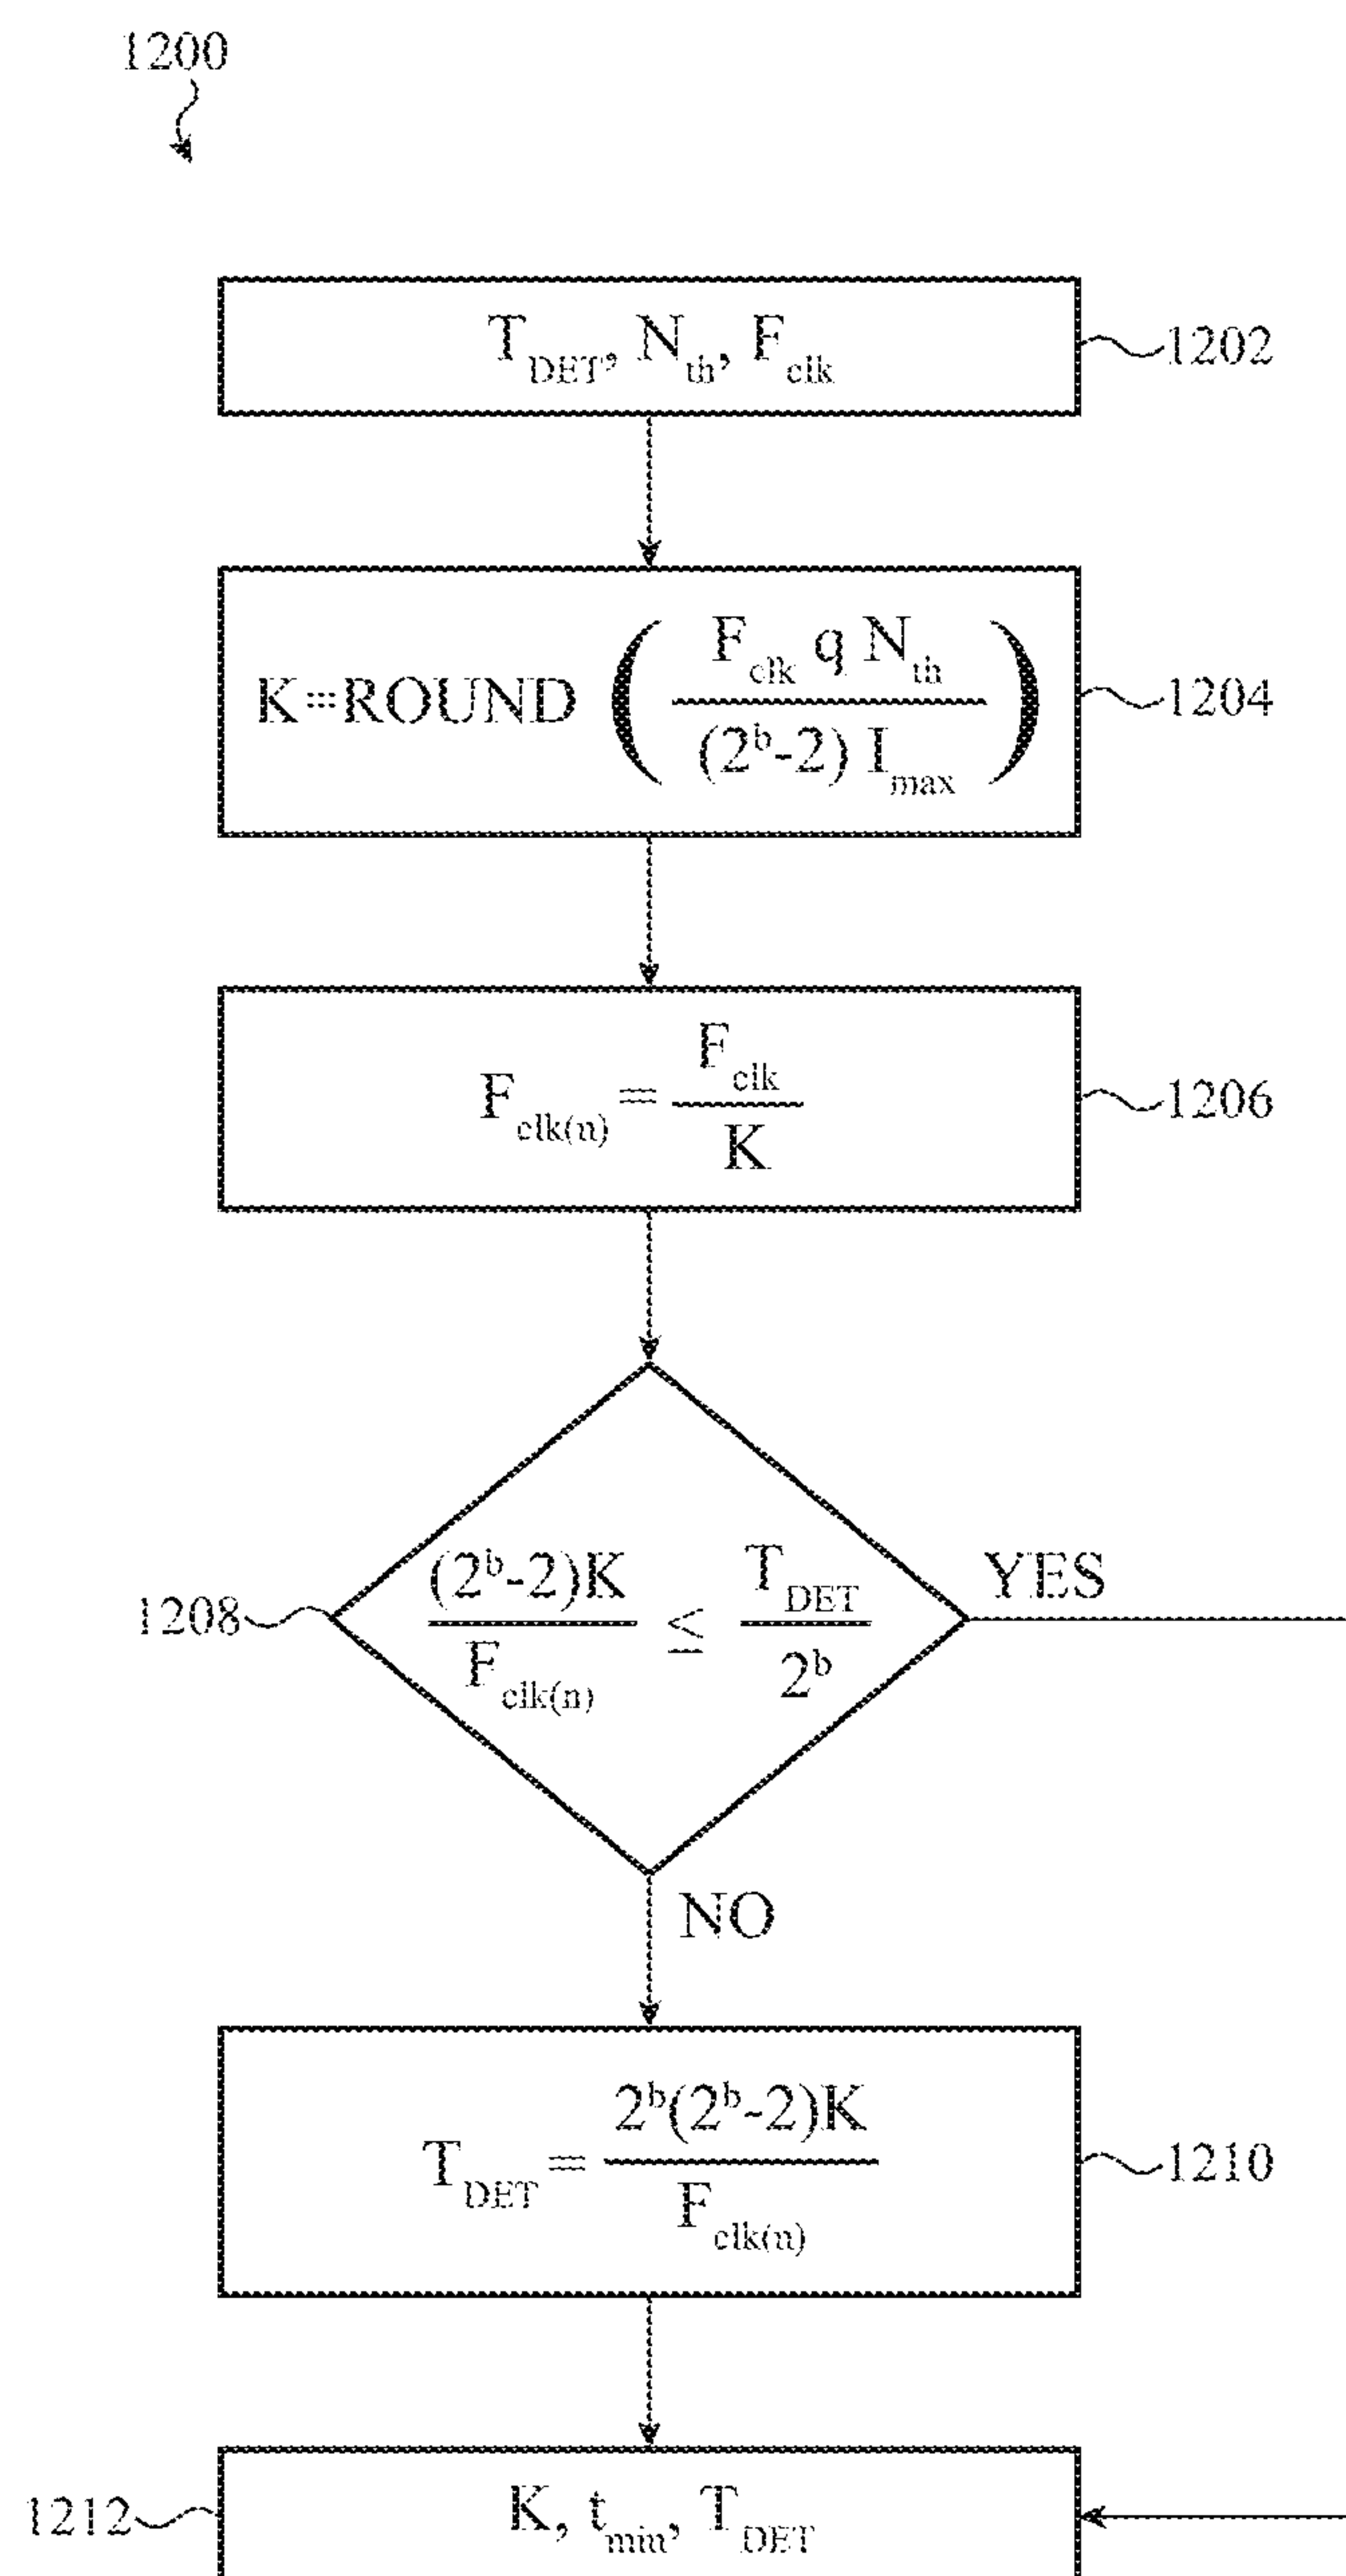 1200
T_DET, N_th, F_clk
1202
K=ROUND ( F_clk q N_th / (2^b-2) I_max )
1204
F_clk(n) = F_clk / K
1206
(2^b-2)K / F_clk(n) ≤ T_DET / 2^b
YES
1208
NO
T_DET = 2^b(2^b-2)K / F_clk(n)
1210
K, t_min, T_DET
1212